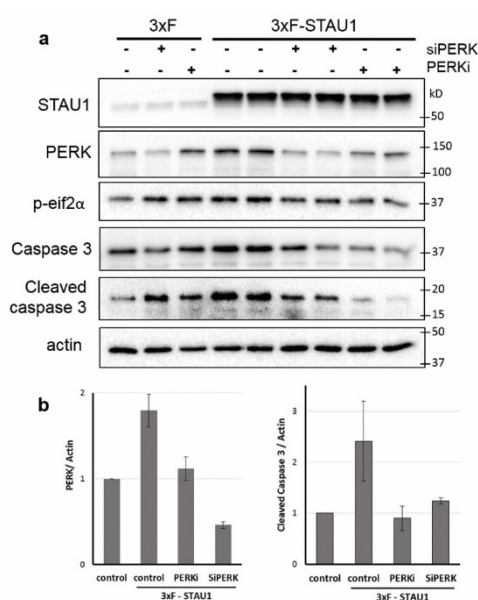 a
3xF 3xF-STAU1
- + - - - + + - - siPERK
- - + - - - - + + PERKi
kD
STAU1
50
PERK 150
100
p-eif2α 37
Caspase 3 37
Cleaved 20
caspase 3 15
50
actin
37
b
2
1
0
PERK/ Actin
control control PERKi SiPERK
3xF - STAU1
3
2
1
0
Cleaved Caspase 3 / Actin
control control PERKi SiPERK
3xF - STAU1